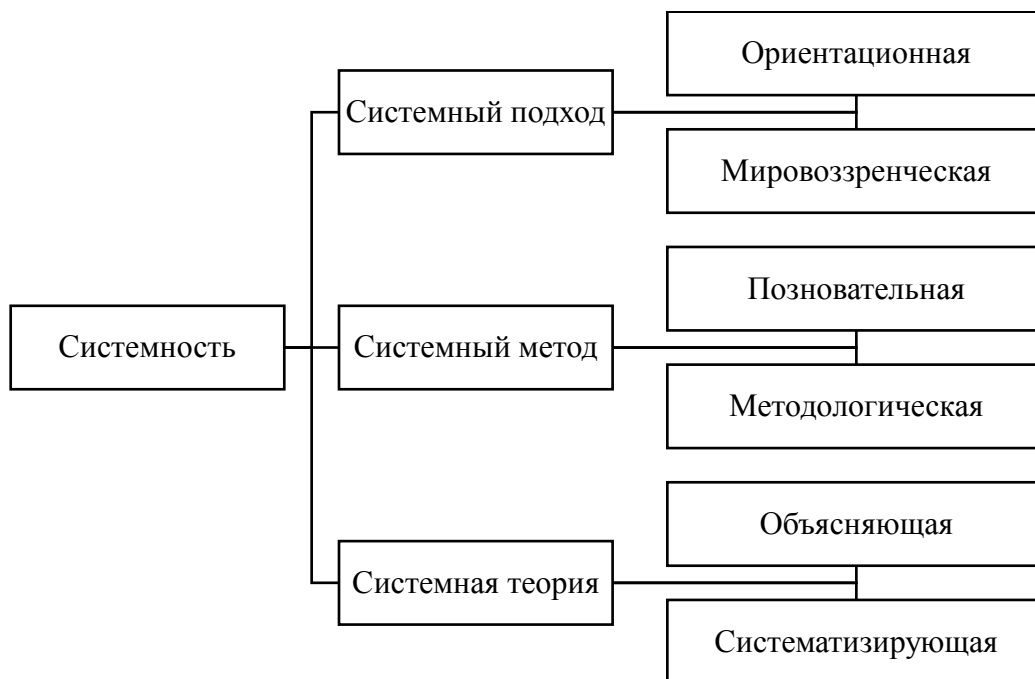 Ориентационная
Системный подход
Мировоззренческая
Позновательная
Системность
Системный метод
Методологическая
Объясняющая
Системная теория
Систематизирующая